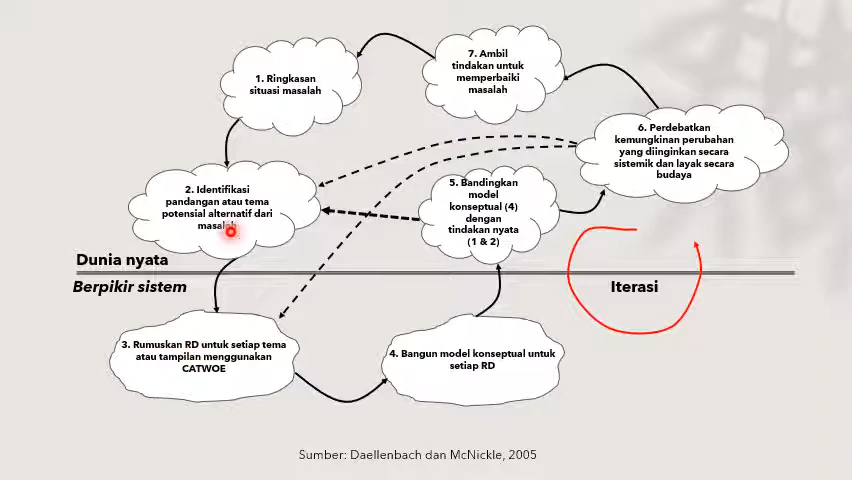 1. Ringkasan
situasi masalah
7. Ambil
tindakan untuk
memperbaiki
masalah
6. Perdebatkan
kemungkinan perubahan
yang diinginkan secara
sistemik dan layak secara
budaya
2. Identifikasi
pandangan atau tema
potensial alternatif dari
masalah
5. Bandingkan
model
konseptual (4)
dengan
tindakan nyata
(1 & 2)
Dunia nyata
Berpikir sistem
Iterasi
3. Rumuskan RD untuk setiap tema
atau tampilan menggunakan
CATWOE
4. Bangun model konseptual untuk
setiap RD
Sumber: Daellenbach dan McNickle, 2005